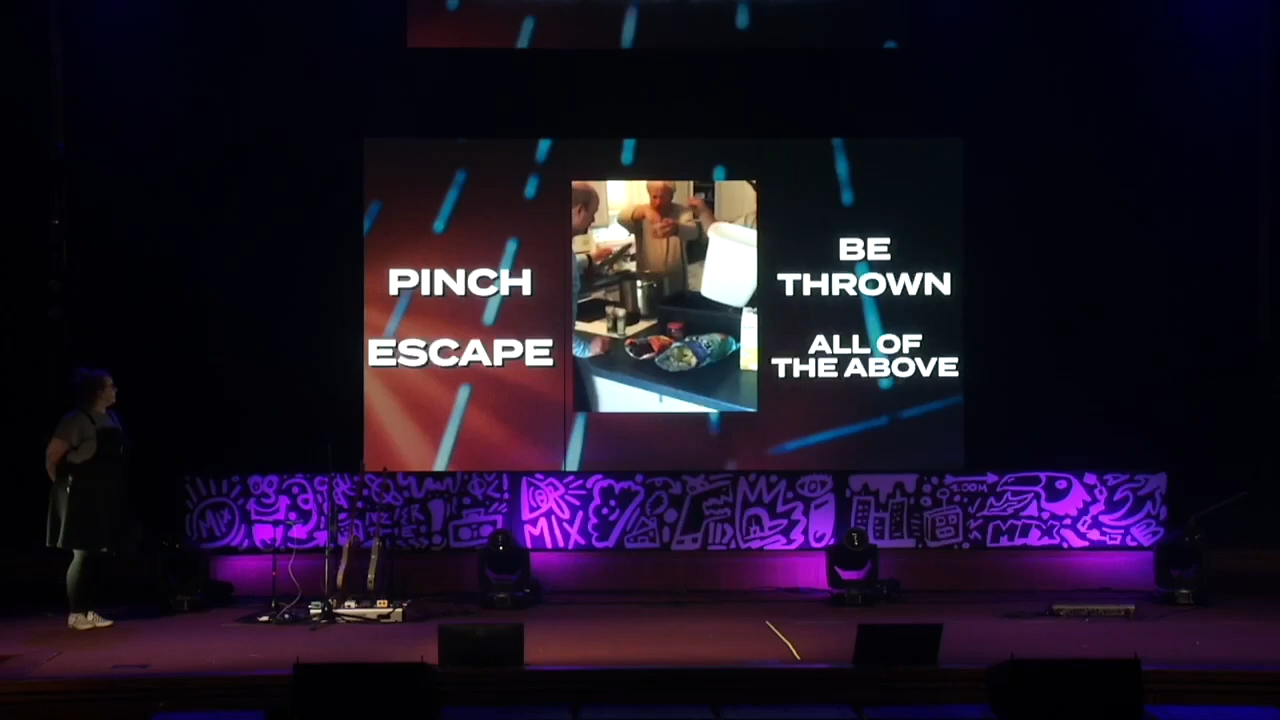 PINCH
ESCAPE
BE
THROWN
ALL OF
THE ABOVE
MIX
MIX